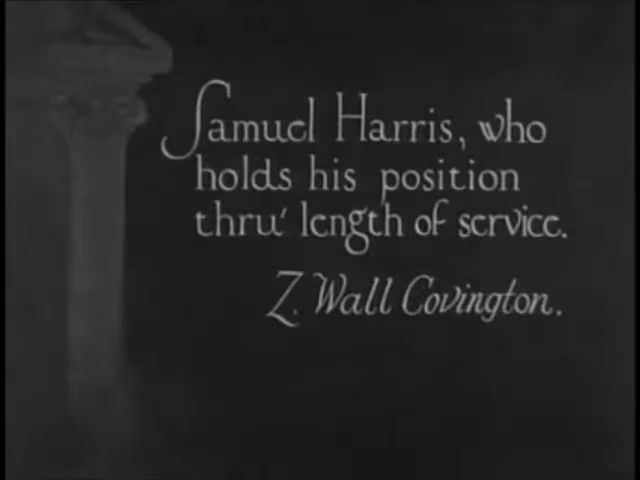 Samuel Harris, who
holds his position
thru' length of service.
Z. Wall Covington.